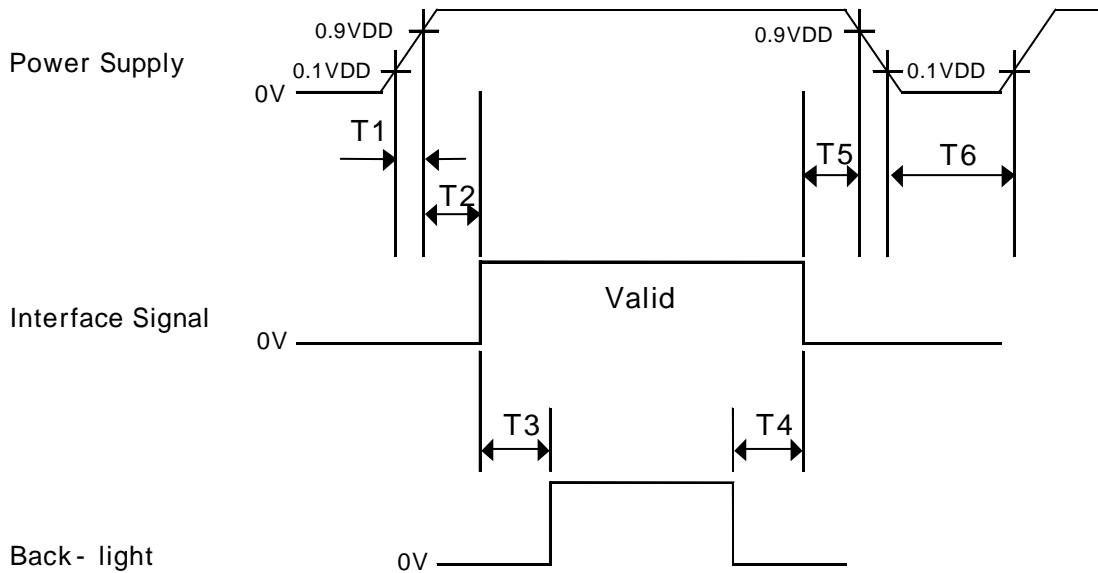 0.9VDD
0.9VDD
Power Supply
0.1VDD
0.1VDD
0V
T1
T5
T6
T2
Valid
Interface Signal
0V
T3
T4
Back - light
0V